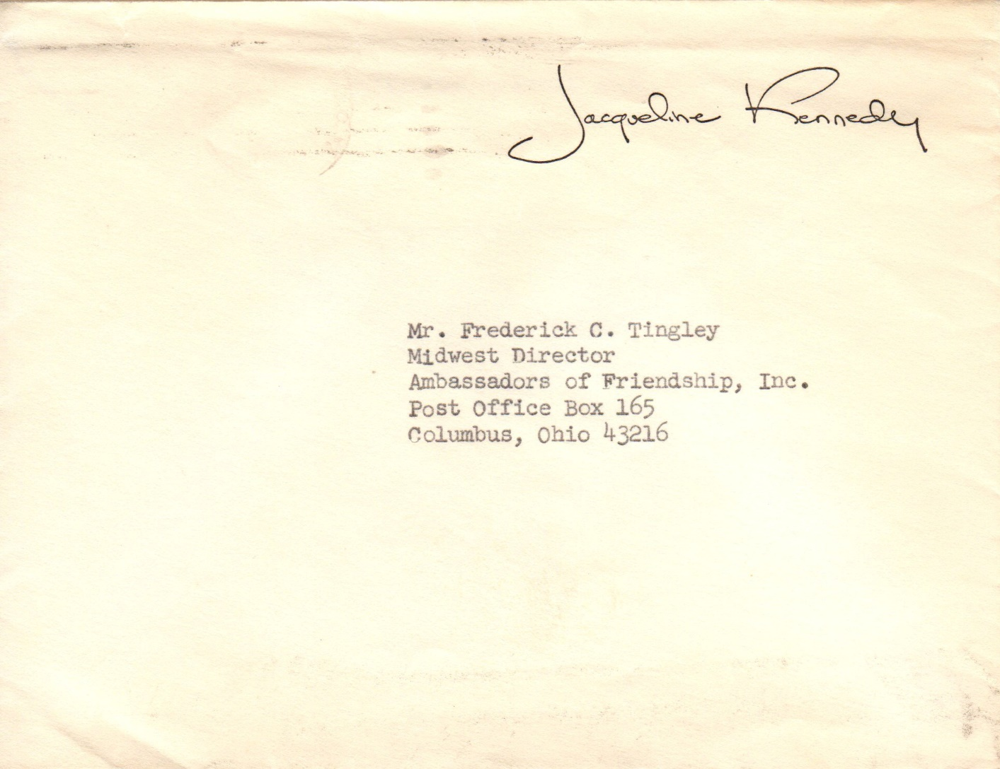 Jacqueline Kennedy
Mr. Frederick C. Tingley
Midwest Director
Ambassadors of Friendship, Inc.
Post Office Box 165
Columbus, Ohio 43216